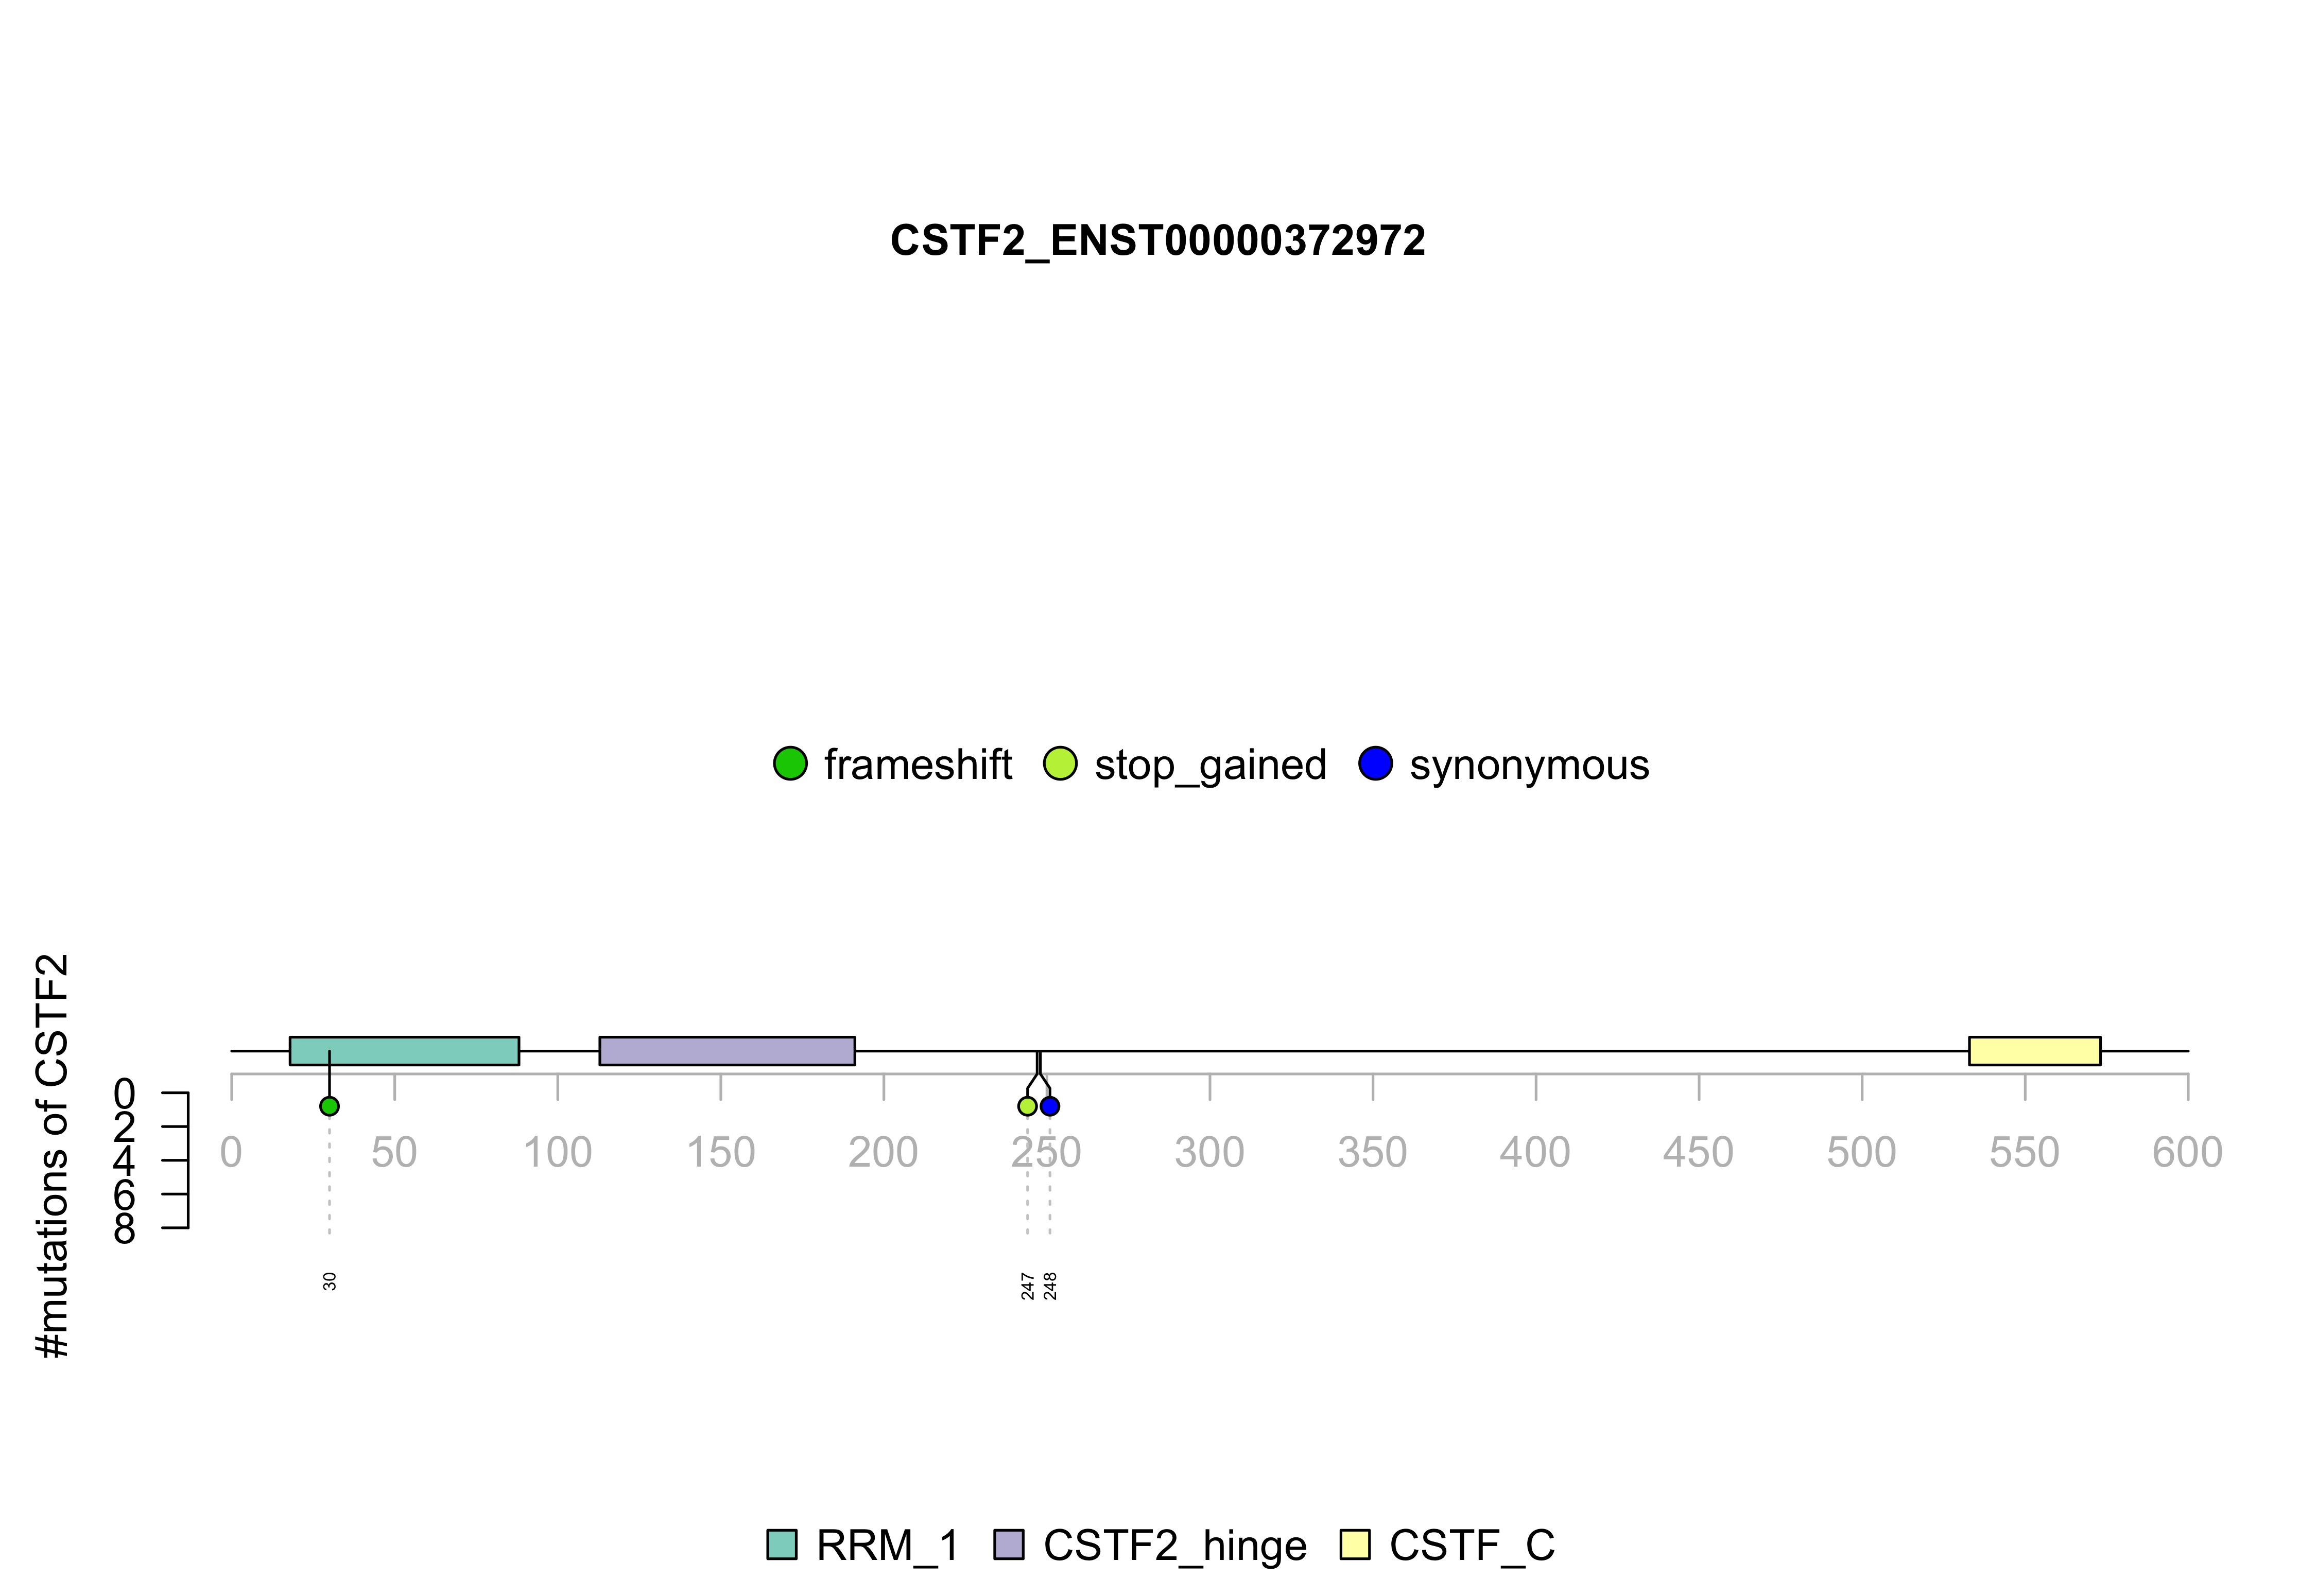 CSTF2_ENST00000372972
frameshift stop_gained synonymous
#mutations of CSTF2
0
2
4
6
8
0 50 100 150 200 250 300 350 400 450 500 550 600
30 247 248
RRM_1 CSTF2_hinge CSTF_C